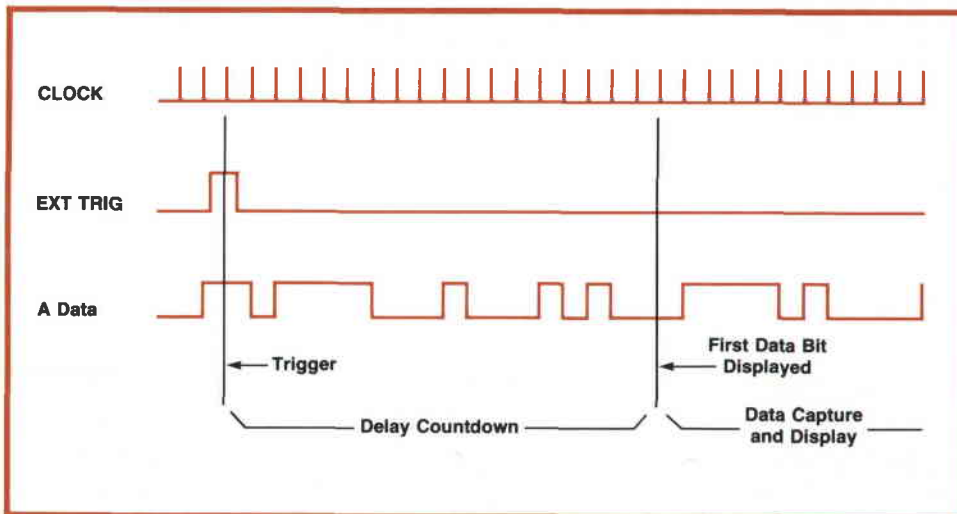 CLOCK
EXT TRIG
A Data
Trigger
First Data Bit
Displayed
Delay Countdown
Data Capture
and Display